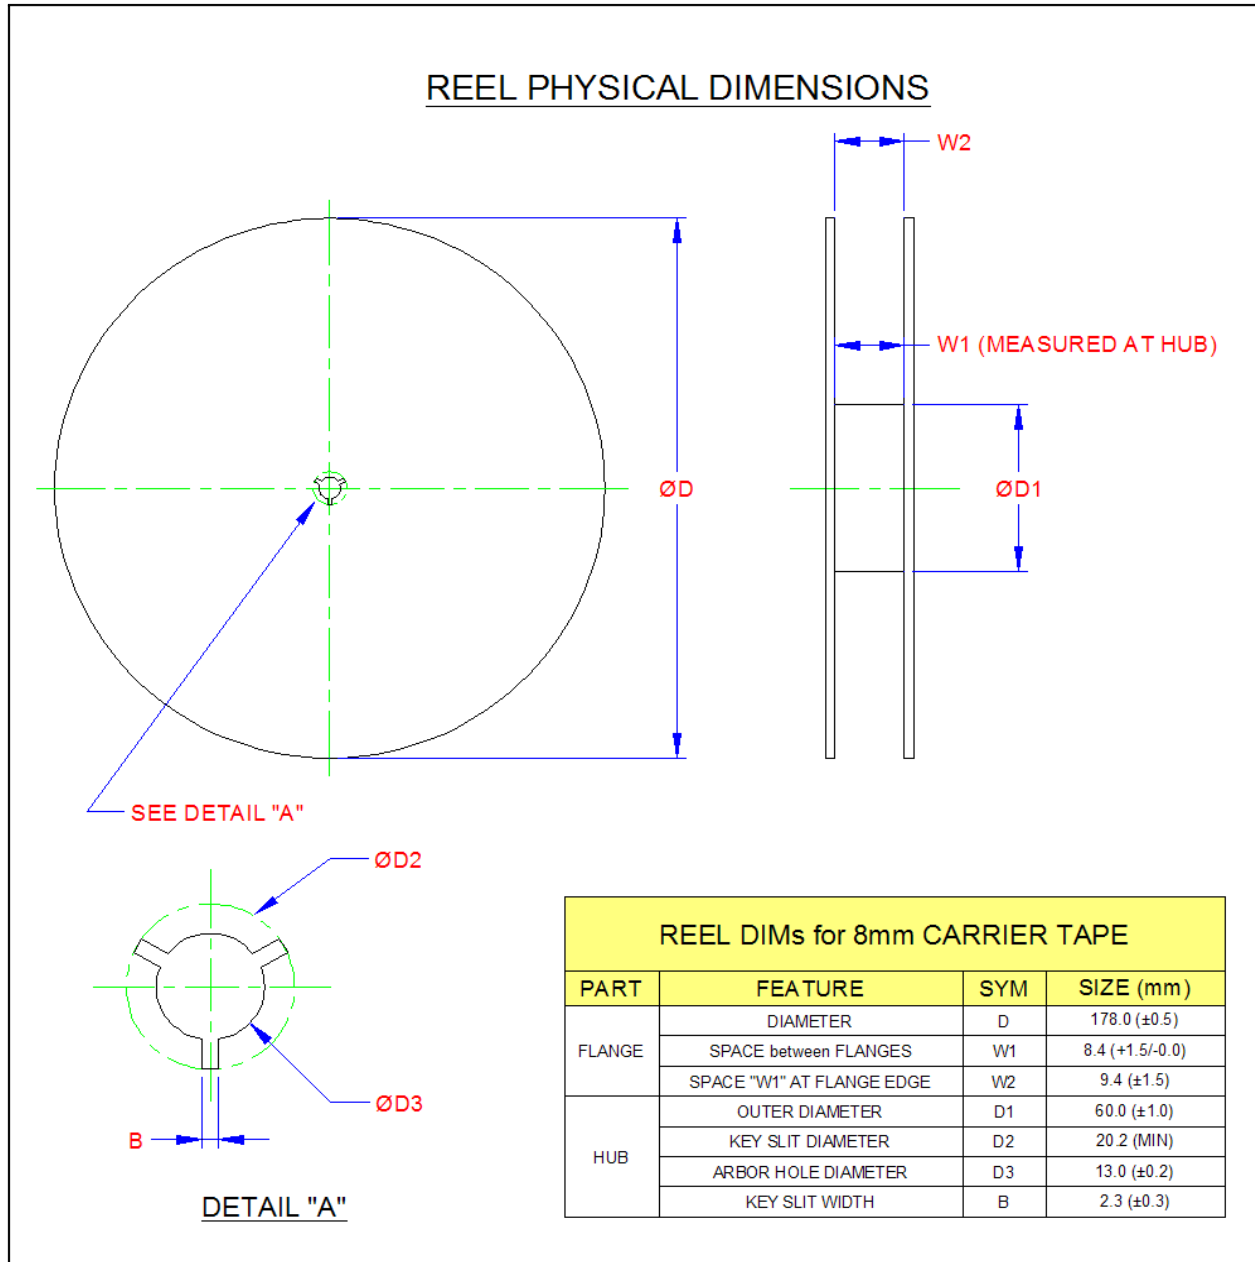 REEL PHYSICAL DIMENSIONS
W2
W1 (MEASURED AT HUB)
ØD
ØD1
SEE DETAIL "A"
ØD2
ØD3
B
DETAIL "A"
REEL DIMs for 8mm CARRIER TAPE
PART FEATURE SYM SIZE (mm)
FLANGE
DIAMETER D 178.0 (±0.5)
SPACE between FLANGES W1 8.4 (+1.5/-0.0)
SPACE "W1" AT FLANGE EDGE W2 9.4 (±1.5)
HUB
OUTER DIAMETER D1 60.0 (±1.0)
KEY SLIT DIAMETER D2 20.2 (MIN)
ARBOR HOLE DIAMETER D3 13.0 (±0.2)
KEY SLIT WIDTH B 2.3 (±0.3)